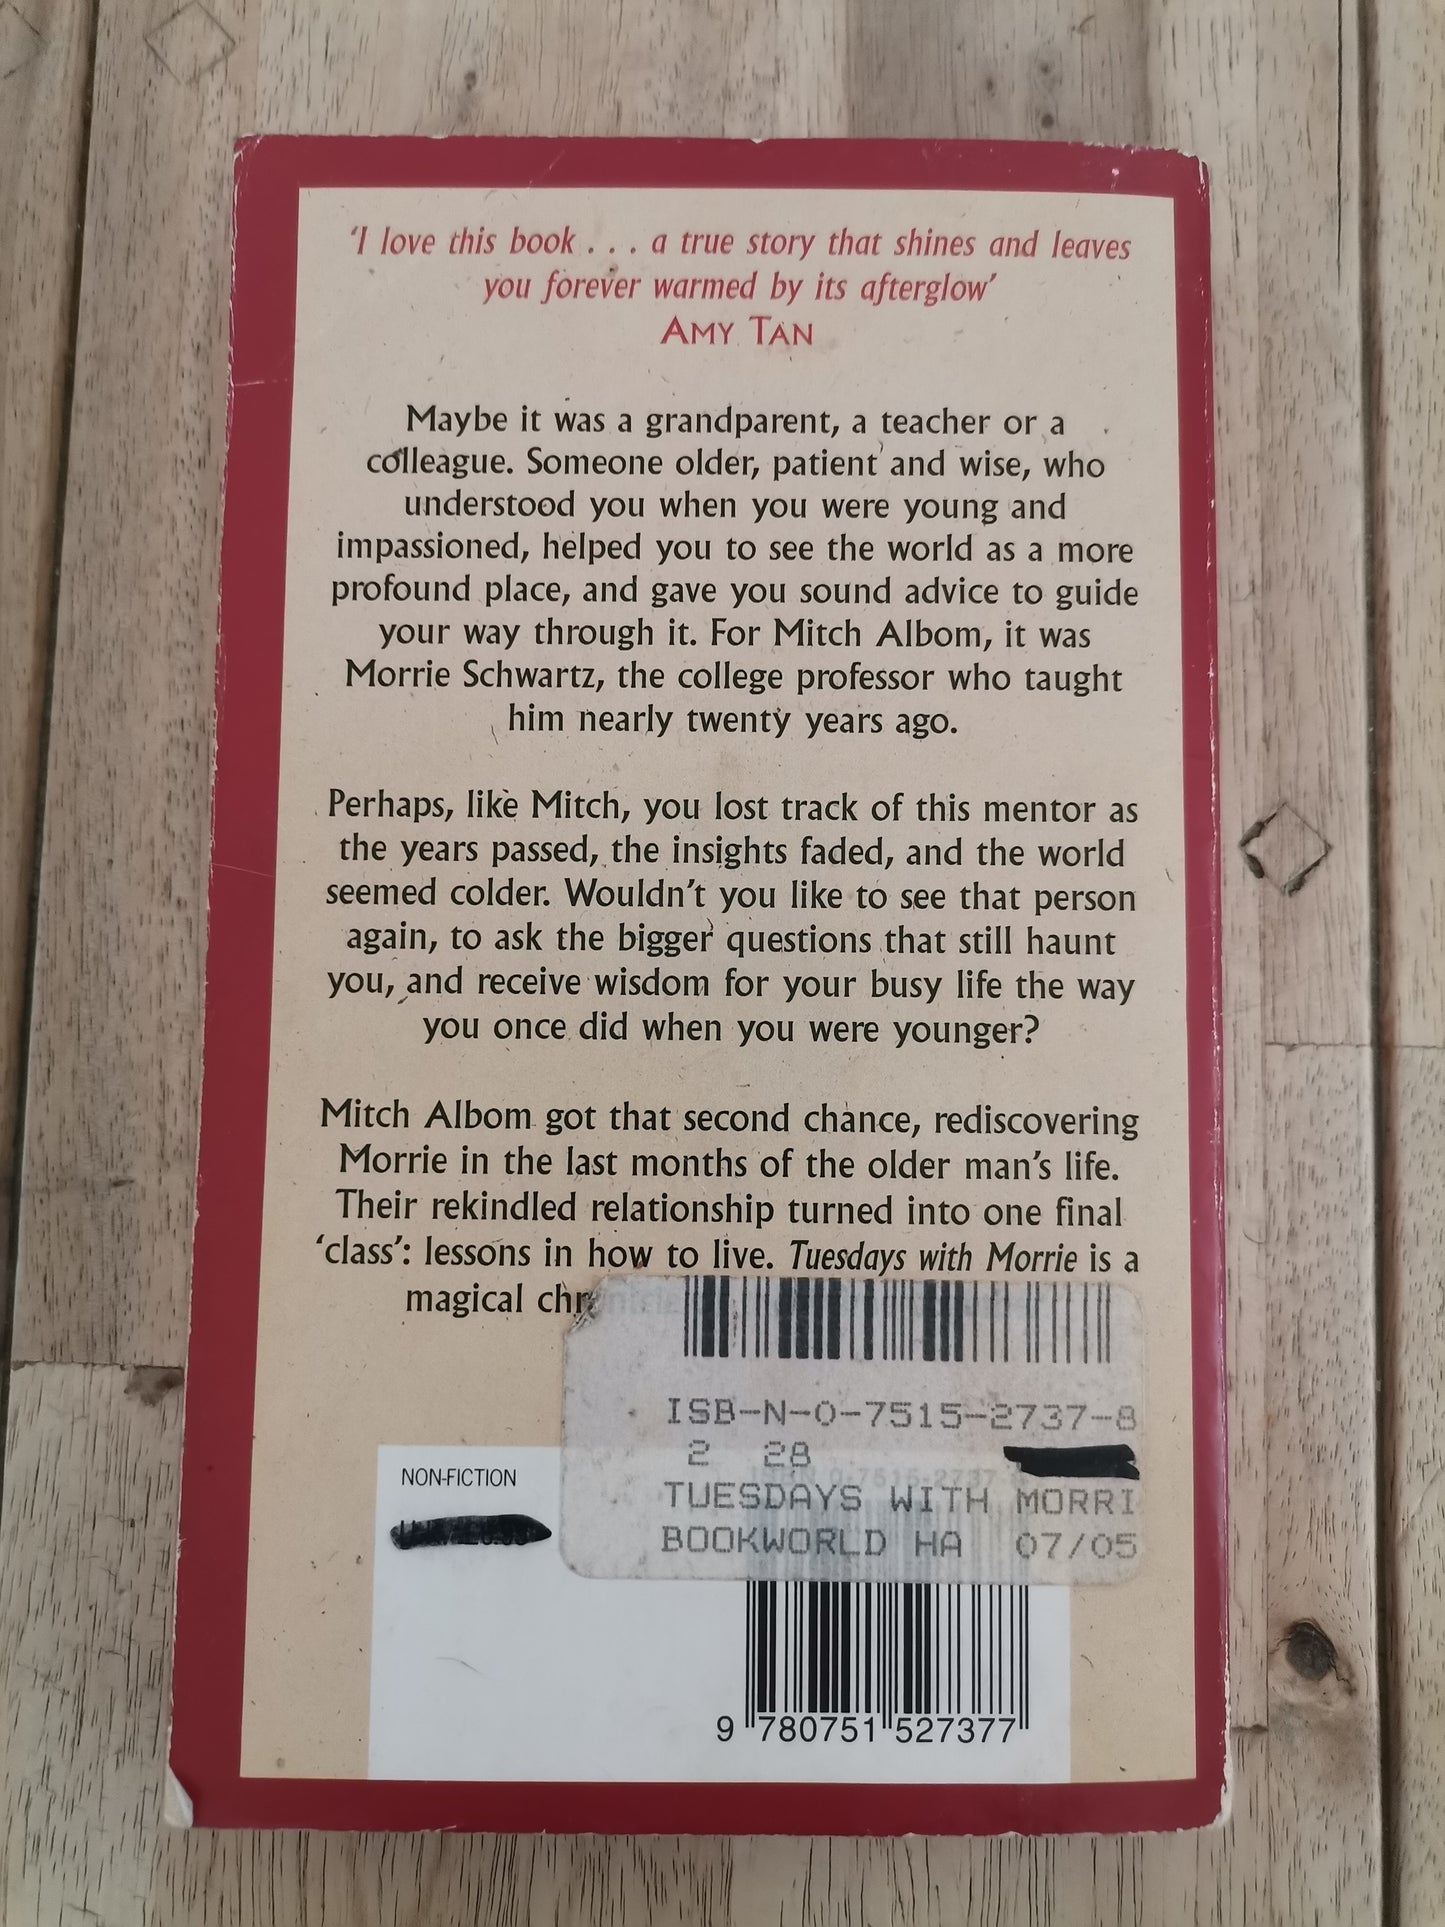 ‘I love this book . . . a true story that shines and leaves
you forever warmed by its afterglow’
AMY TAN
Maybe it was a grandparent, a teacher or a
colleague. Someone older, patient and wise, who
understood you when you were young and
impassioned, helped you to see the world as a more
profound place, and gave you sound advice to guide
your way through it. For Mitch Albom, it was
Morrie Schwartz, the college professor who taught
him nearly twenty years ago.
Perhaps, like Mitch, you lost track of this mentor as
the years passed, the insights faded, and the world
seemed colder. Wouldn’t you like to see that person
again, to ask the bigger questions that still haunt
you, and receive wisdom for your busy life the way
you once did when you were younger?
Mitch Albom got that second chance, rediscovering
Morrie in the last months of the older man’s life.
Their rekindled relationship turned into one final
‘class’: lessons in how to live. Tuesdays with Morrie is a
magical
ISB-N-0-7515-2737-8
2 28
TUESDAYS WITH MORRI
BOOKWORLD HA 07/05
NON-FICTION
9 780751 527377